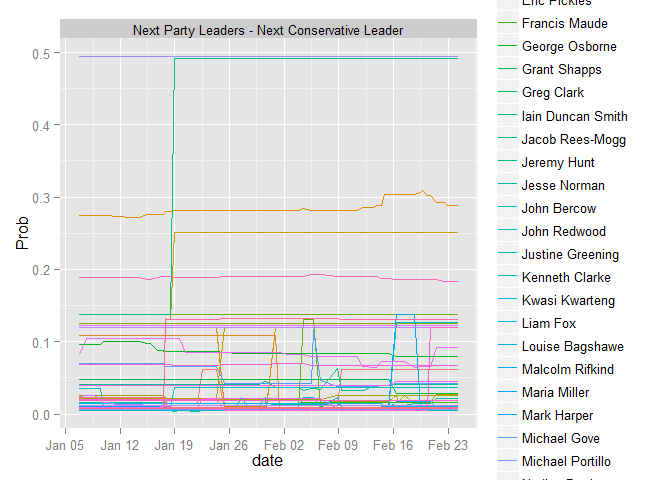 Next Party Leaders - Next Conservative Leader
Prob
0.5
0.4
0.3
0.2
0.1
0.0
Jan 05
Jan 12
Jan 19
Jan 26
Feb 02
Feb 09
Feb 16
Feb 23
date
Eric Pickles
Francis Maude
George Osborne
Grant Shapps
Greg Clark
Iain Duncan Smith
Jacob Rees-Mogg
Jeremy Hunt
Jesse Norman
John Bercow
John Redwood
Justine Greening
Kenneth Clarke
Kwasi Kwarteng
Liam Fox
Louise Bagshawe
Malcolm Rifkind
Maria Miller
Mark Harper
Michael Gove
Michael Portillo